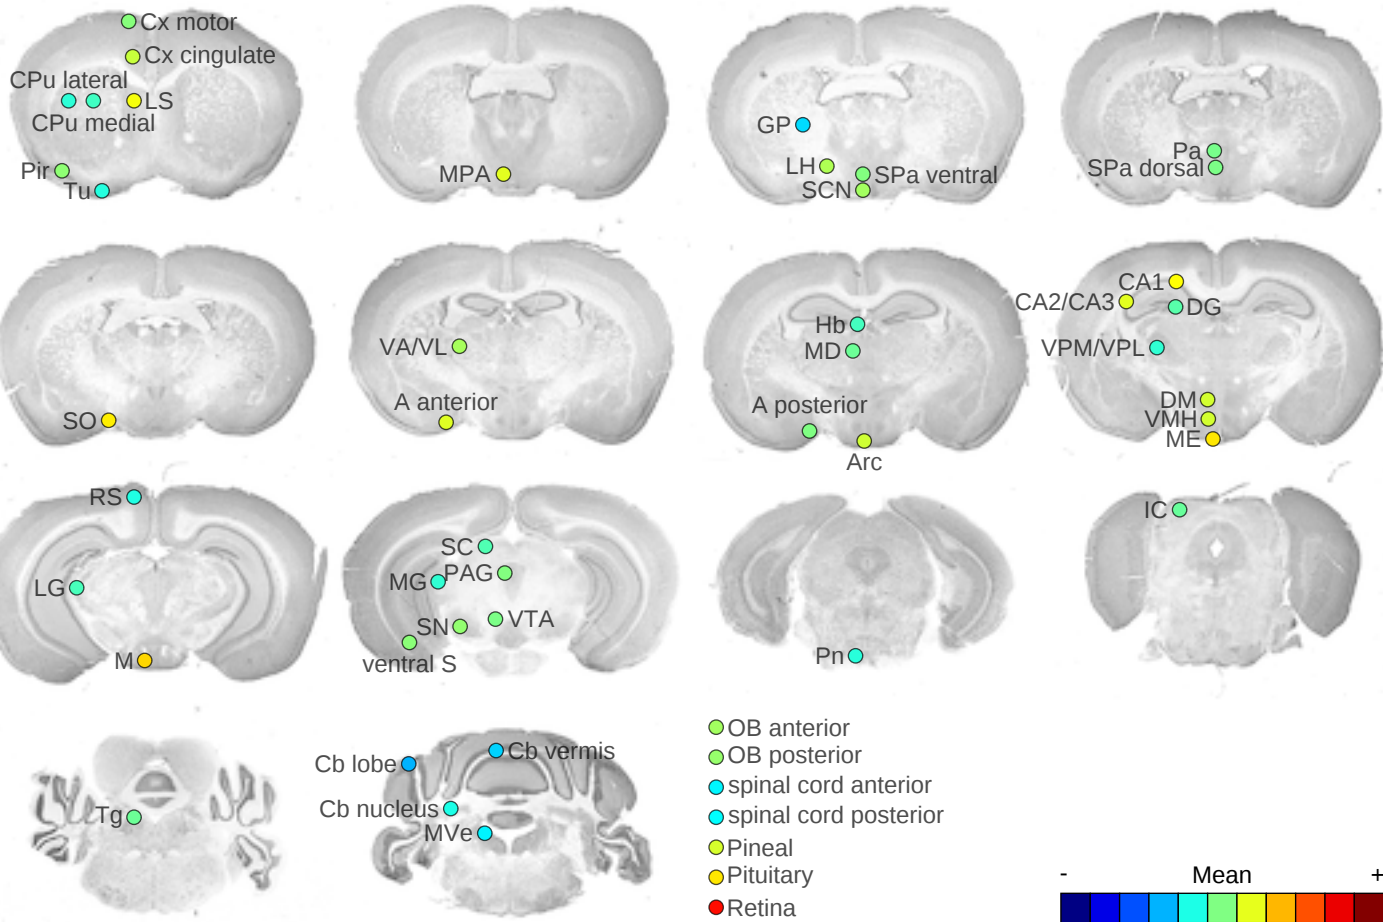 Cx motor
Cx cingulate
CPu lateral
LS
CPu medial
Pir
Tu
MPA
GP
LH
SPa ventral
SCN
Pa
SPa dorsal
SO
VA/VL
A anterior
Hb
MD
A posterior
Arc
CA1
CA2/CA3
DG
VPM/VPL
DM
VMH
ME
RS
LG
M
SC
PAG
MG
VTA
SN
ventral S
Pn
IC
Tg
Cb lobe
Cb vermis
Cb nucleus
MVe
OB anterior
OB posterior
spinal cord anterior
spinal cord posterior
Pineal
Pituitary
Retina
- Mean +